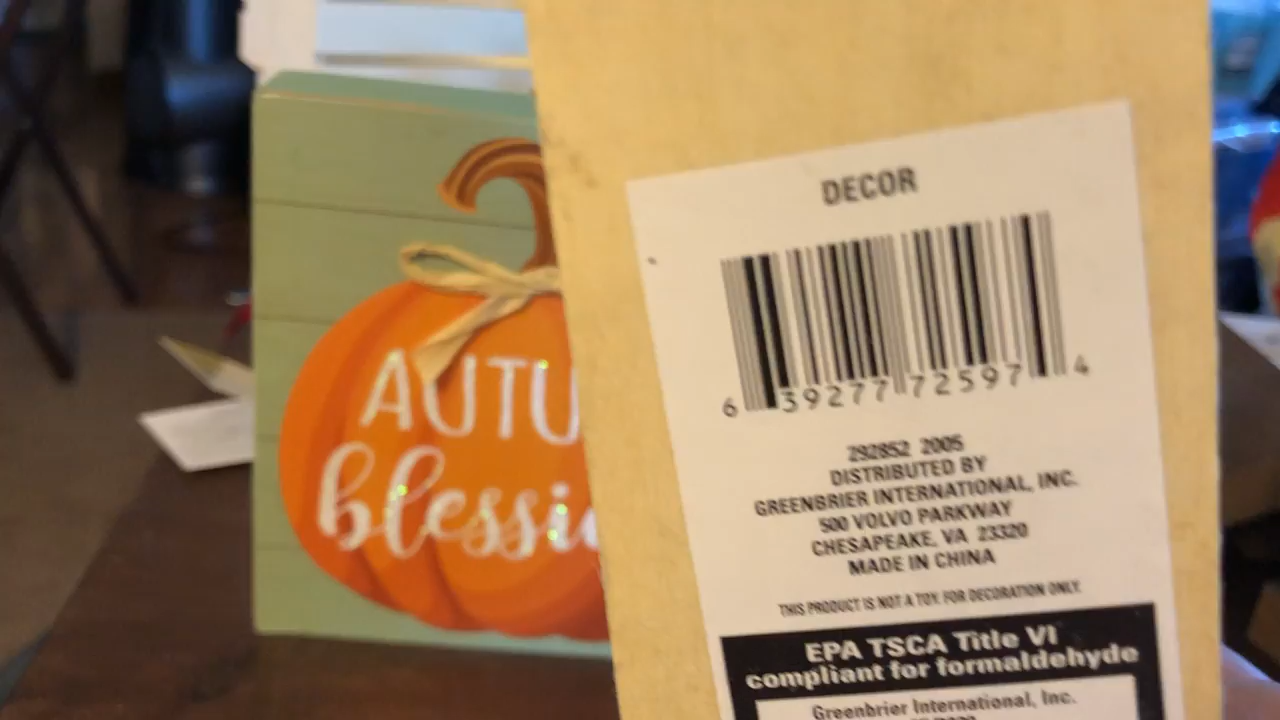 AUTU
blessi
DECOR
6 39277 72597 4
292852 2005
DISTRIBUTED BY
GREENBRIER INTERNATIONAL, INC.
500 VOLVO PARKWAY
CHESAPEAKE, VA 23320
MADE IN CHINA
THIS PRODUCT IS NOT A TOY. FOR DECORATION ONLY.
EPA TSCA Title VI
compliant for formaldehyde
Greenbrier International, Inc.